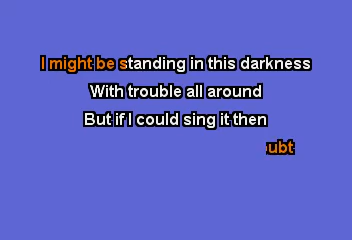 I might be standing in this darkness
With trouble all around
But if I could sing it then
ubt